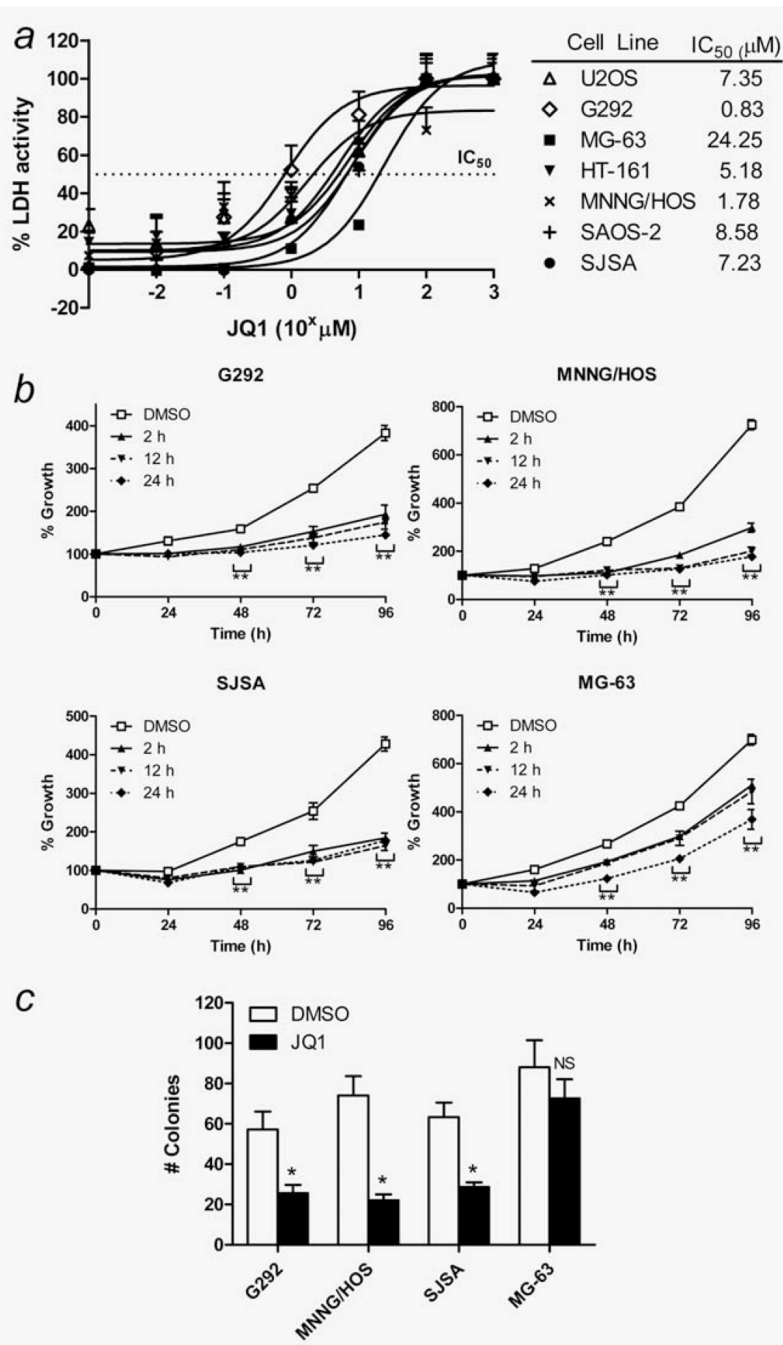 a
120
100
80
60
40
20
0
-20
% LDH activity
IC50
-2
-1
0
1
2
3
JQ1 (10^x μM)
Cell Line IC50 (μM)
U2OS 7.35
G292 0.83
MG-63 24.25
HT-161 5.18
MNNG/HOS 1.78
SAOS-2 8.58
SJSA 7.23
b
G292
DMSO
2 h
12 h
24 h
% Growth
400
300
200
100
0
**
**
**
0 24 48 72 96
Time (h)
MNNG/HOS
DMSO
2 h
12 h
24 h
% Growth
800
600
400
200
0
**
**
**
0 24 48 72 96
Time (h)
SJSA
DMSO
2 h
12 h
24 h
% Growth
500
400
300
200
100
0
**
**
**
0 24 48 72 96
Time (h)
MG-63
DMSO
2 h
12 h
24 h
% Growth
800
600
400
200
0
**
**
**
0 24 48 72 96
Time (h)
c
DMSO
JQ1
# Colonies
120
100
80
60
40
20
0
*
*
*
NS
G292
MNNG/HOS
SJSA
MG-63